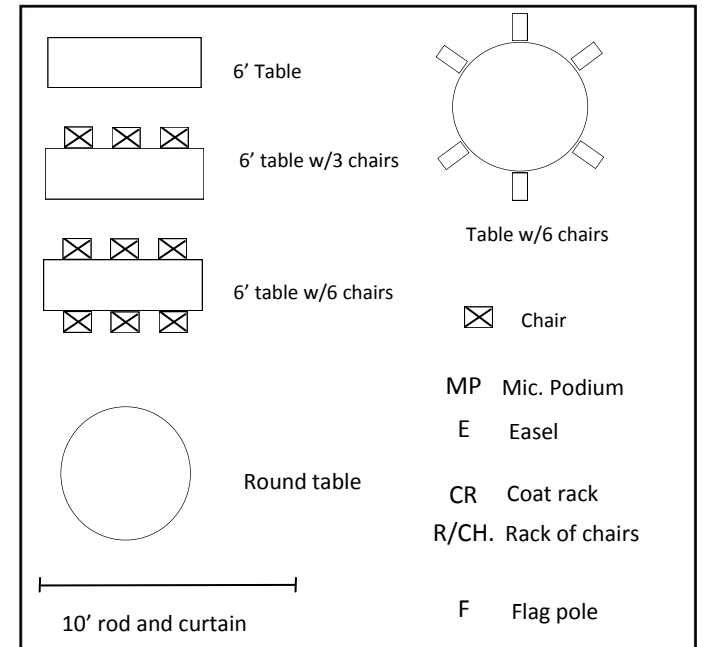 6’ Table
6’ table w/3 chairs
6’ table w/6 chairs
Round table
10’ rod and curtain
Table w/6 chairs
Chair
MP Mic. Podium
E Easel
CR Coat rack
R/CH. Rack of chairs
F Flag pole